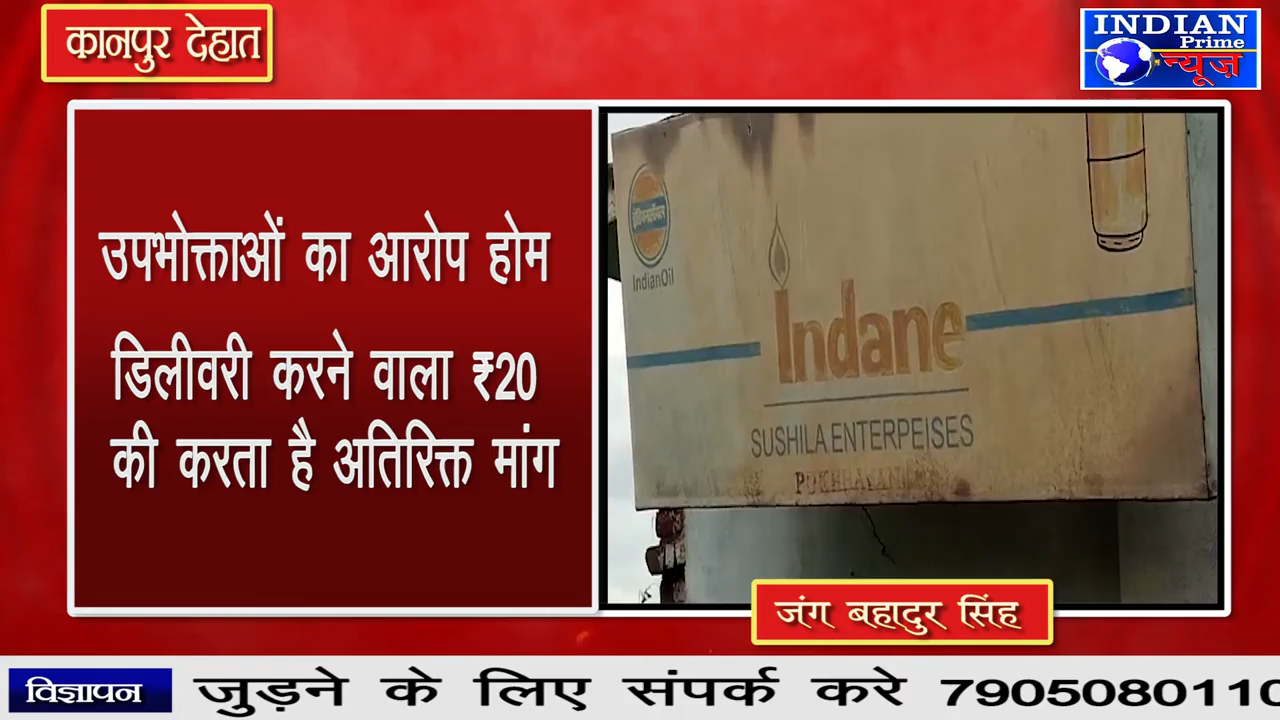 कानपुर देहात
INDIAN
Prime
न्यूज़
उपभोक्ताओं का आरोप होम
डिलीवरी करने वाला ₹20
की करता है अतिरिक्त मांग
इंडियनऑयल
IndianOil
Indane
SUSHILA ENTERPEISES
जंग बहादुर सिंह
विज्ञापन
जुड़ने के लिए संपर्क करे 7905080110